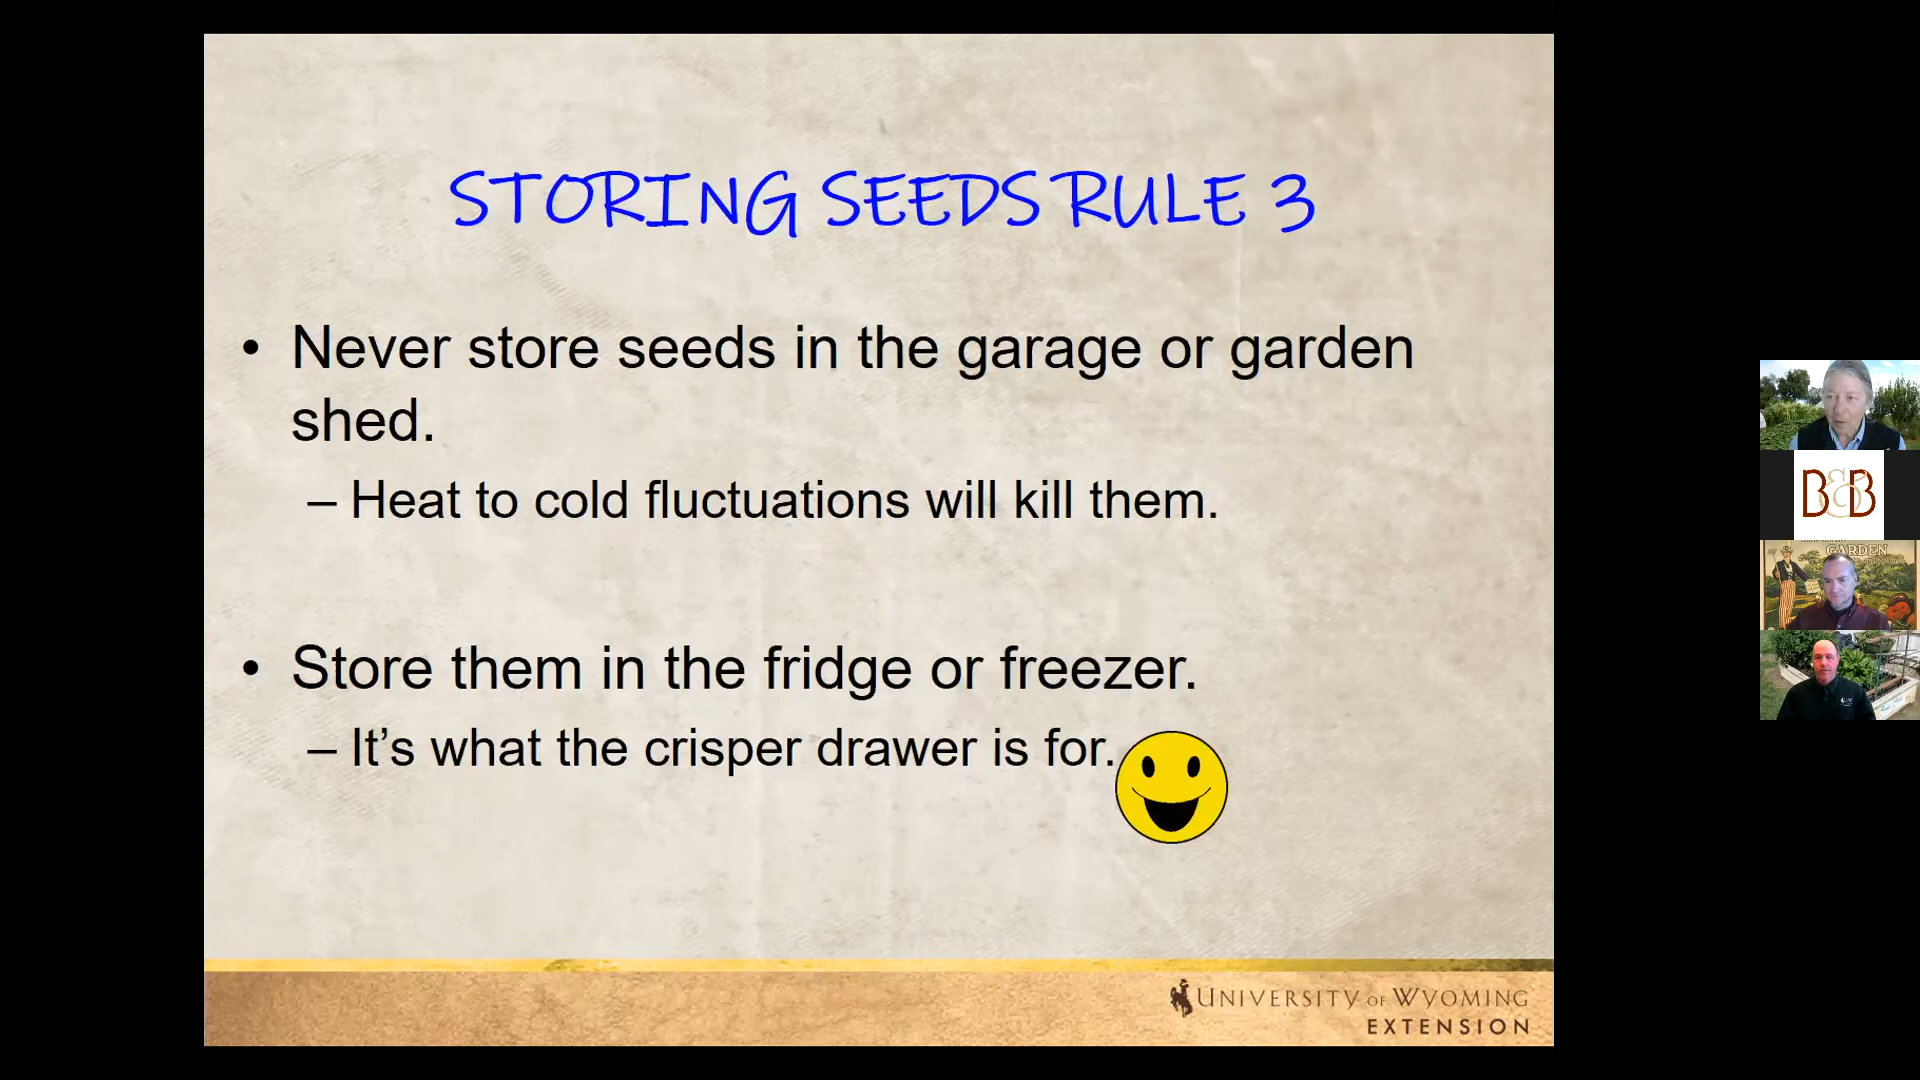 STORING SEEDS RULE 3
• Never store seeds in the garage or garden
shed.
– Heat to cold fluctuations will kill them.
• Store them in the fridge or freezer.
– It’s what the crisper drawer is for.
UNIVERSITY OF WYOMING
EXTENSION
B&B
GARDEN